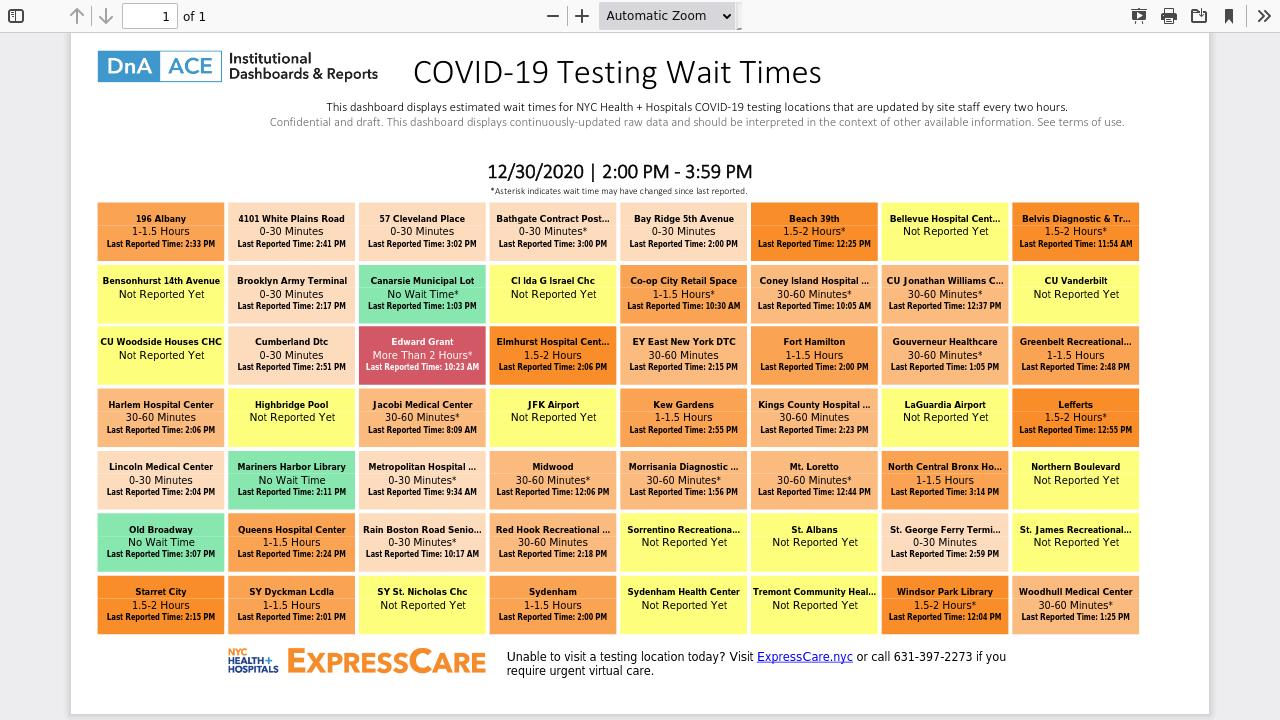 1 of 1
Automatic Zoom
DnA ACE Institutional
Dashboards & Reports
COVID-19 Testing Wait Times
This dashboard displays estimated wait times for NYC Health + Hospitals COVID-19 testing locations that are updated by site staff every two hours.
Confidential and draft. This dashboard displays continuously-updated raw data and should be interpreted in the context of other available information. See terms of use.
12/30/2020 | 2:00 PM - 3:59 PM
*Asterisk indicates wait time may have changed since last reported.
196 Albany
1-1.5 Hours
Last Reported Time: 2:33 PM
4101 White Plains Road
0-30 Minutes
Last Reported Time: 2:41 PM
57 Cleveland Place
0-30 Minutes
Last Reported Time: 3:02 PM
Bathgate Contract Post...
0-30 Minutes*
Last Reported Time: 3:00 PM
Bay Ridge 5th Avenue
0-30 Minutes
Last Reported Time: 2:00 PM
Beach 39th
1.5-2 Hours*
Last Reported Time: 12:25 PM
Bellevue Hospital Cent...
Not Reported Yet
Belvis Diagnostic & Tr...
1.5-2 Hours*
Last Reported Time: 11:54 AM
Bensonhurst 14th Avenue
Not Reported Yet
Brooklyn Army Terminal
0-30 Minutes
Last Reported Time: 2:17 PM
Canarsie Municipal Lot
No Wait Time*
Last Reported Time: 1:03 PM
Cl Ida G Israel Chc
Not Reported Yet
Co-op City Retail Space
1-1.5 Hours*
Last Reported Time: 10:30 AM
Coney Island Hospital ...
30-60 Minutes*
Last Reported Time: 10:05 AM
CU Jonathan Williams C...
30-60 Minutes*
Last Reported Time: 12:37 PM
CU Vanderbilt
Not Reported Yet
CU Woodside Houses CHC
Not Reported Yet
Cumberland Dtc
0-30 Minutes
Last Reported Time: 2:51 PM
Edward Grant
More Than 2 Hours*
Last Reported Time: 10:23 AM
Elmhurst Hospital Cent...
1.5-2 Hours
Last Reported Time: 2:06 PM
EY East New York DTC
30-60 Minutes
Last Reported Time: 2:15 PM
Fort Hamilton
1-1.5 Hours
Last Reported Time: 2:00 PM
Gouverneur Healthcare
30-60 Minutes*
Last Reported Time: 1:05 PM
Greenbelt Recreational...
1-1.5 Hours
Last Reported Time: 2:48 PM
Harlem Hospital Center
30-60 Minutes
Last Reported Time: 2:06 PM
Highbridge Pool
Not Reported Yet
Jacobi Medical Center
30-60 Minutes*
Last Reported Time: 8:09 AM
JFK Airport
Not Reported Yet
Kew Gardens
1-1.5 Hours
Last Reported Time: 2:55 PM
Kings County Hospital ...
30-60 Minutes
Last Reported Time: 2:23 PM
LaGuardia Airport
Not Reported Yet
Lefferts
1.5-2 Hours*
Last Reported Time: 12:55 PM
Lincoln Medical Center
0-30 Minutes
Last Reported Time: 2:04 PM
Mariners Harbor Library
No Wait Time
Last Reported Time: 2:11 PM
Metropolitan Hospital ...
0-30 Minutes*
Last Reported Time: 9:34 AM
Midwood
30-60 Minutes*
Last Reported Time: 12:06 PM
Morrisania Diagnostic ...
30-60 Minutes*
Last Reported Time: 1:56 PM
Mt. Loretto
30-60 Minutes*
Last Reported Time: 12:44 PM
North Central Bronx Ho...
1-1.5 Hours
Last Reported Time: 3:14 PM
Northern Boulevard
Not Reported Yet
Old Broadway
No Wait Time
Last Reported Time: 3:07 PM
Queens Hospital Center
1-1.5 Hours
Last Reported Time: 2:24 PM
Rain Boston Road Senio...
0-30 Minutes*
Last Reported Time: 10:17 AM
Red Hook Recreational ...
30-60 Minutes
Last Reported Time: 2:18 PM
Sorrentino Recreationa...
Not Reported Yet
St. Albans
Not Reported Yet
St. George Ferry Termi...
0-30 Minutes
Last Reported Time: 2:59 PM
St. James Recreational...
Not Reported Yet
Starret City
1.5-2 Hours
Last Reported Time: 2:15 PM
SY Dyckman Lcdla
1-1.5 Hours
Last Reported Time: 2:01 PM
SY St. Nicholas Chc
Not Reported Yet
Sydenham
1-1.5 Hours
Last Reported Time: 2:00 PM
Sydenham Health Center
Not Reported Yet
Tremont Community Heal...
Not Reported Yet
Windsor Park Library
1.5-2 Hours*
Last Reported Time: 12:04 PM
Woodhull Medical Center
30-60 Minutes*
Last Reported Time: 1:25 PM
NYC
HEALTH+
HOSPITALS
EXPRESSCARE
Unable to visit a testing location today? Visit ExpressCare.nyc or call 631-397-2273 if you
require urgent virtual care.